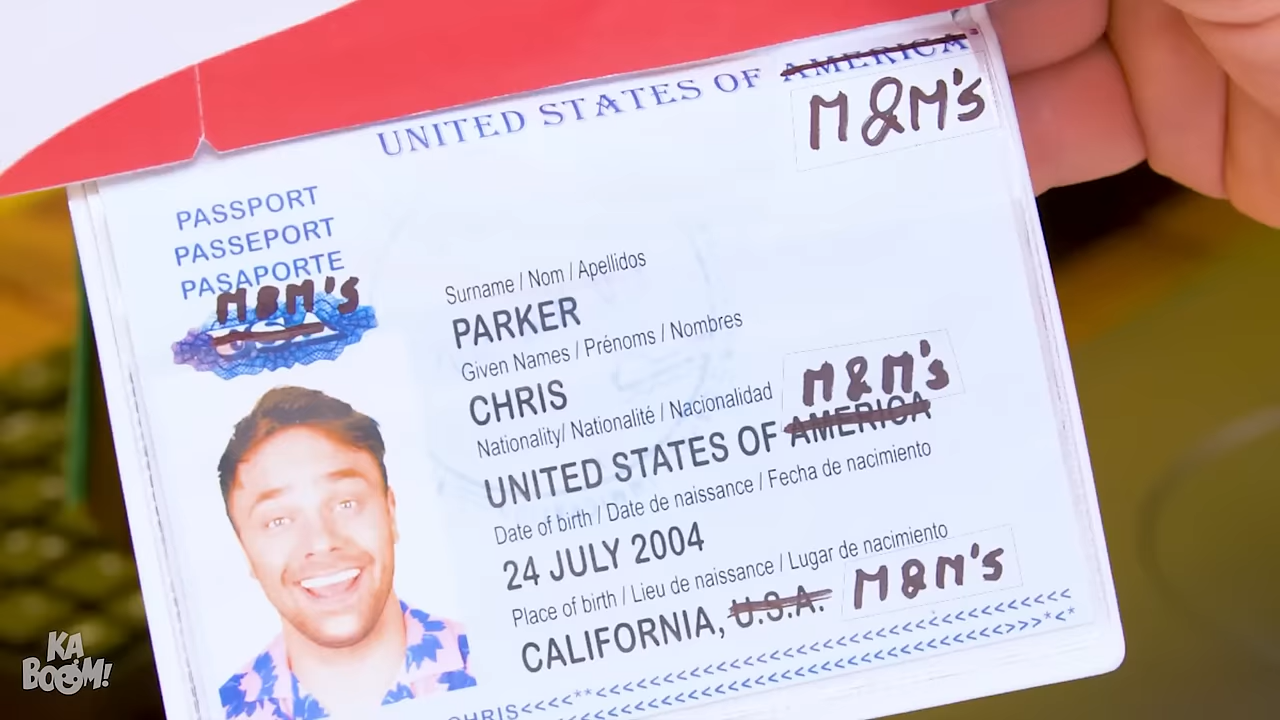 UNITED STATES OF AMERICA
M&M's
PASSPORT
PASSEPORT
PASAPORTE
M&M'S
USA
Surname / Nom / Apellidos
PARKER
Given Names / Prénoms / Nombres
CHRIS
Nationality/ Nationalité / Nacionalidad
M&M's
UNITED STATES OF AMERICA
Date of birth / Date de naissance / Fecha de nacimiento
24 JULY 2004
Place of birth / Lieu de naissance / Lugar de nacimiento
CALIFORNIA, U.S.A. M&M's
CHRIS<<<<**<<<<<<<<<<<<<<<<<<<<<<<<<<<<<<
<<<<<<<<<<<<<<<<<<<<<<<<<<<>>>*<*
KA
BOOM!